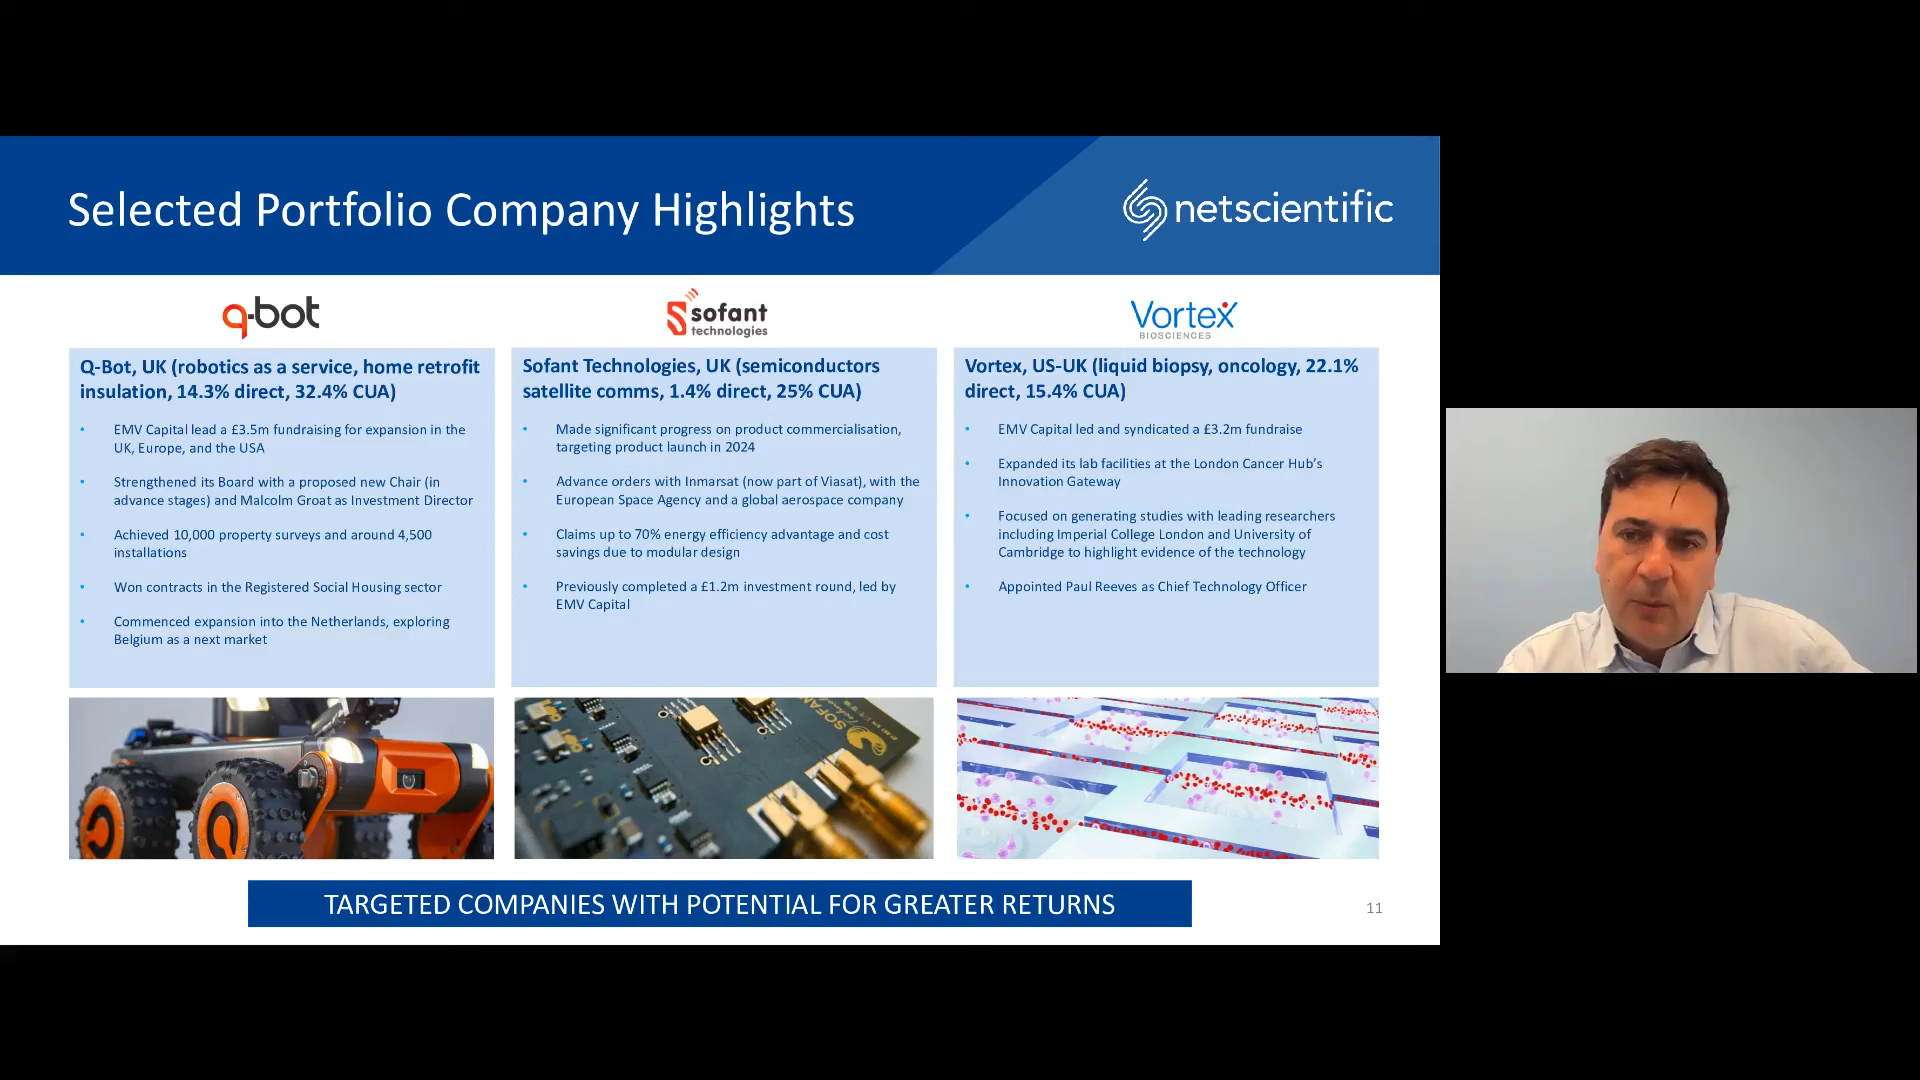 Selected Portfolio Company Highlights
netscientific
q-bot
sofant
technologies
Vortex
BIOSCIENCES
Q-Bot, UK (robotics as a service, home retrofit
insulation, 14.3% direct, 32.4% CUA)
• EMV Capital lead a £3.5m fundraising for expansion in the
UK, Europe, and the USA
• Strengthened its Board with a proposed new Chair (in
advance stages) and Malcolm Groat as Investment Director
• Achieved 10,000 property surveys and around 4,500
installations
• Won contracts in the Registered Social Housing sector
• Commenced expansion into the Netherlands, exploring
Belgium as a next market
Sofant Technologies, UK (semiconductors
satellite comms, 1.4% direct, 25% CUA)
• Made significant progress on product commercialisation,
targeting product launch in 2024
• Advance orders with Inmarsat (now part of Viasat), with the
European Space Agency and a global aerospace company
• Claims up to 70% energy efficiency advantage and cost
savings due to modular design
• Previously completed a £1.2m investment round, led by
EMV Capital
Vortex, US-UK (liquid biopsy, oncology, 22.1%
direct, 15.4% CUA)
• EMV Capital led and syndicated a £3.2m fundraise
• Expanded its lab facilities at the London Cancer Hub's
Innovation Gateway
• Focused on generating studies with leading researchers
including Imperial College London and University of
Cambridge to highlight evidence of the technology
• Appointed Paul Reeves as Chief Technology Officer
TARGETED COMPANIES WITH POTENTIAL FOR GREATER RETURNS
11